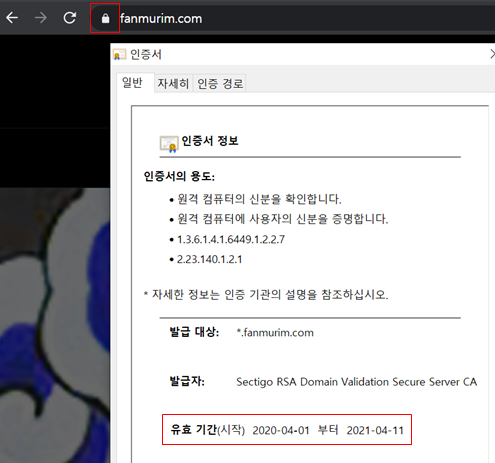 fanmurim.com
인증서
일반 자세히 인증 경로
인증서 정보
인증서의 용도:
• 원격 컴퓨터의 신분을 확인합니다.
• 원격 컴퓨터에 사용자의 신분을 증명합니다.
• 1.3.6.1.4.1.6449.1.2.2.7
• 2.23.140.1.2.1
* 자세한 정보는 인증 기관의 설명을 참조하십시오.
발급 대상: *.fanmurim.com
발급자: Sectigo RSA Domain Validation Secure Server CA
유효 기간(시작) 2020-04-01 부터 2021-04-11